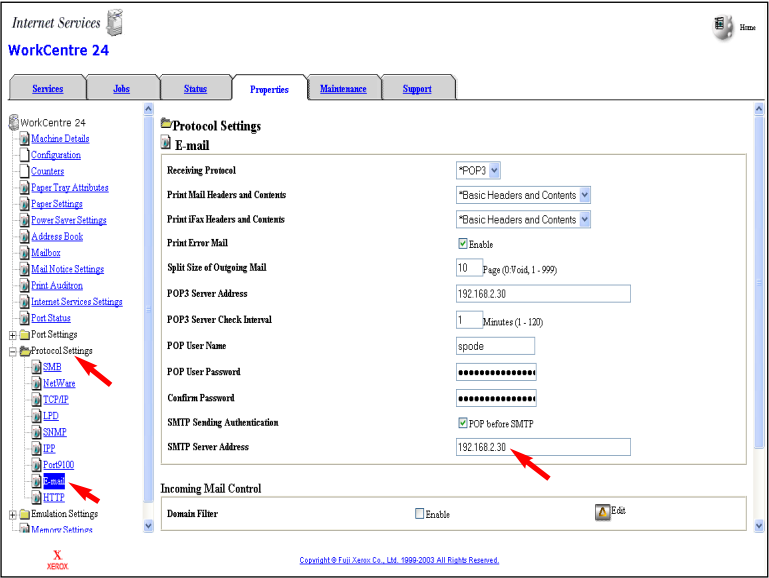 Internet Services
Home
WorkCentre 24
Services Jobs Status Properties Maintenance Support
WorkCentre 24
Machine Details
Configuration
Counters
Paper Tray Attributes
Paper Settings
Power Saver Settings
Address Book
Mailbox
Mail Notice Settings
Print Auditron
Internet Services Settings
Port Status
Port Settings
Protocol Settings
SMB
NetWare
TCP/IP
LPD
SNMP
IPP
Port9100
E-mail
HTTP
Emulation Settings
Memory Settings
Protocol Settings
E-mail
Receiving Protocol *POP3
Print Mail Headers and Contents *Basic Headers and Contents
Print iFax Headers and Contents *Basic Headers and Contents
Print Error Mail Enable
Split Size of Outgoing Mail 10 Page (0:Void, 1 - 999)
POP3 Server Address 192.168.2.30
POP3 Server Check Interval 1 Minutes (1 - 120)
POP User Name spode
POP User Password
Confirm Password
SMTP Sending Authentication POP before SMTP
SMTP Server Address 192.168.2.30
Incoming Mail Control
Domain Filter Enable Edit
X
XEROX
Copyright © Fuji Xerox Co., Ltd. 1999-2003 All Rights Reserved.